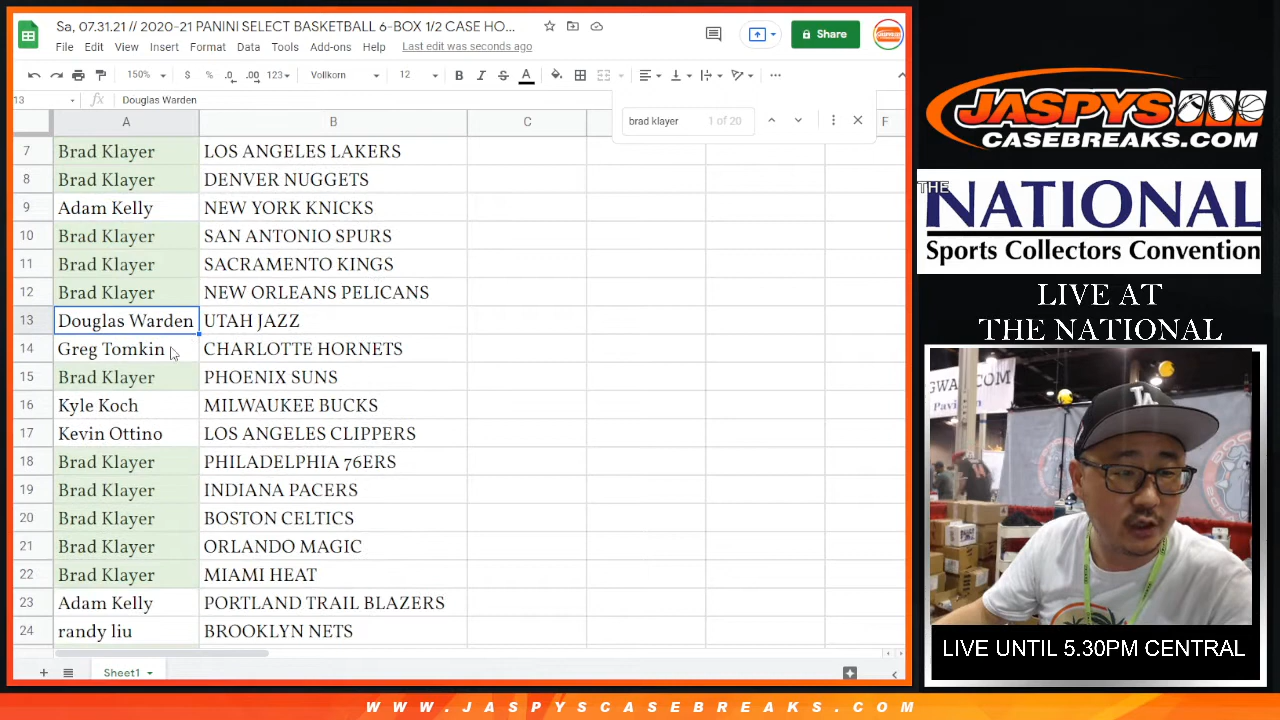 Sa, 07.31.21 // 2020-21 PANINI SELECT BASKETBALL 6-BOX 1/2 CASE HO...
File Edit View Insert Format Data Tools Add-ons Help Last edit was seconds ago
Share
150% $ % .0 .00 123 Vollkorn 12 B I S A
13 fx Douglas Warden
brad klayer 1 of 20
A B C F
7 Brad Klayer LOS ANGELES LAKERS
8 Brad Klayer DENVER NUGGETS
9 Adam Kelly NEW YORK KNICKS
10 Brad Klayer SAN ANTONIO SPURS
11 Brad Klayer SACRAMENTO KINGS
12 Brad Klayer NEW ORLEANS PELICANS
13 Douglas Warden UTAH JAZZ
14 Greg Tomkin CHARLOTTE HORNETS
15 Brad Klayer PHOENIX SUNS
16 Kyle Koch MILWAUKEE BUCKS
17 Kevin Ottino LOS ANGELES CLIPPERS
18 Brad Klayer PHILADELPHIA 76ERS
19 Brad Klayer INDIANA PACERS
20 Brad Klayer BOSTON CELTICS
21 Brad Klayer ORLANDO MAGIC
22 Brad Klayer MIAMI HEAT
23 Adam Kelly PORTLAND TRAIL BLAZERS
24 randy liu BROOKLYN NETS
Sheet1
JASPYS
CASEBREAKS.COM
THE
NATIONAL
Sports Collectors Convention
LIVE AT
THE NATIONAL
LA
LIVE UNTIL 5.30PM CENTRAL
WWW.JASPYSCASEBREAKS.COM